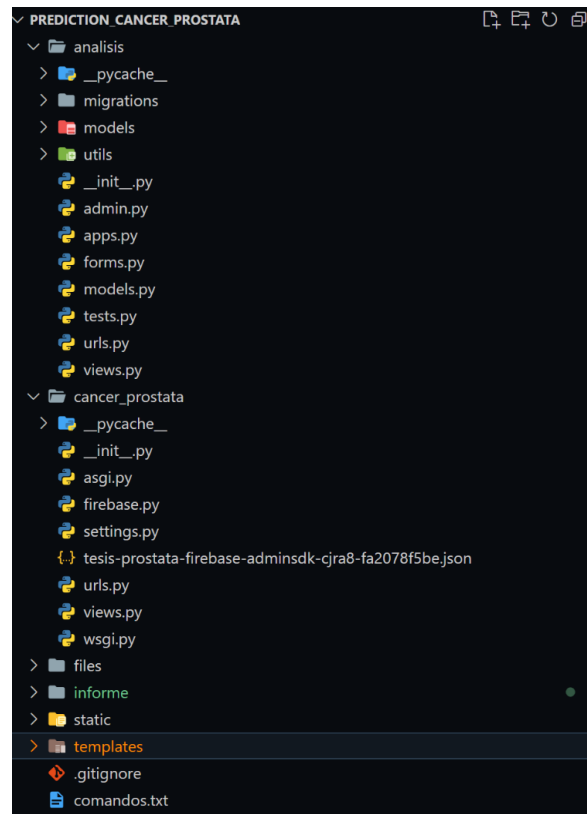 PREDICTION_CANCER_PROSTATA
analisis
__pycache__
migrations
models
utils
__init__.py
admin.py
apps.py
forms.py
models.py
tests.py
urls.py
views.py
cancer_prostata
__pycache__
__init__.py
asgi.py
firebase.py
settings.py
{..} tesis-prostata-firebase-adminsdk-cjra8-fa2078f5be.json
urls.py
views.py
wsgi.py
files
informe
static
templates
.gitignore
comandos.txt